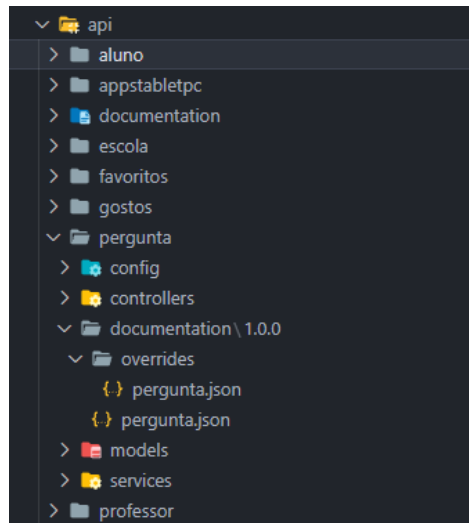 api
aluno
appstabletpc
documentation
escola
favoritos
gostos
pergunta
config
controllers
documentation\1.0.0
overrides
{..} pergunta.json
{..} pergunta.json
models
services
professor